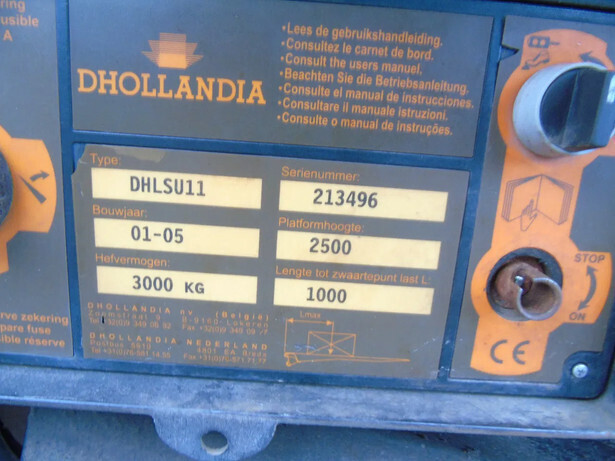 ring
usible
A
DHOLLANDIA
•Lees de gebruikshandleiding.
•Consultez le carnet de bord.
•Consult the users manual.
•Beachten Sie die Betriebsanleitung.
•Consulte el manual de instrucciones.
•Consultare il manuale istruzioni.
•Consulte o manual de instruções.
Type:
DHLSU11
Serienummer:
213496
Bouwjaar:
01-05
Platformhoogte:
2500
Hefvermogen:
3000 KG
Lengte tot zwaartepunt last L:
1000
DHOLLANDIA nv (België)
DHOLLANDIA NEDERLAND
Lmax
STOP
ON
CE
rve zekering
pare fuse
sible réserve